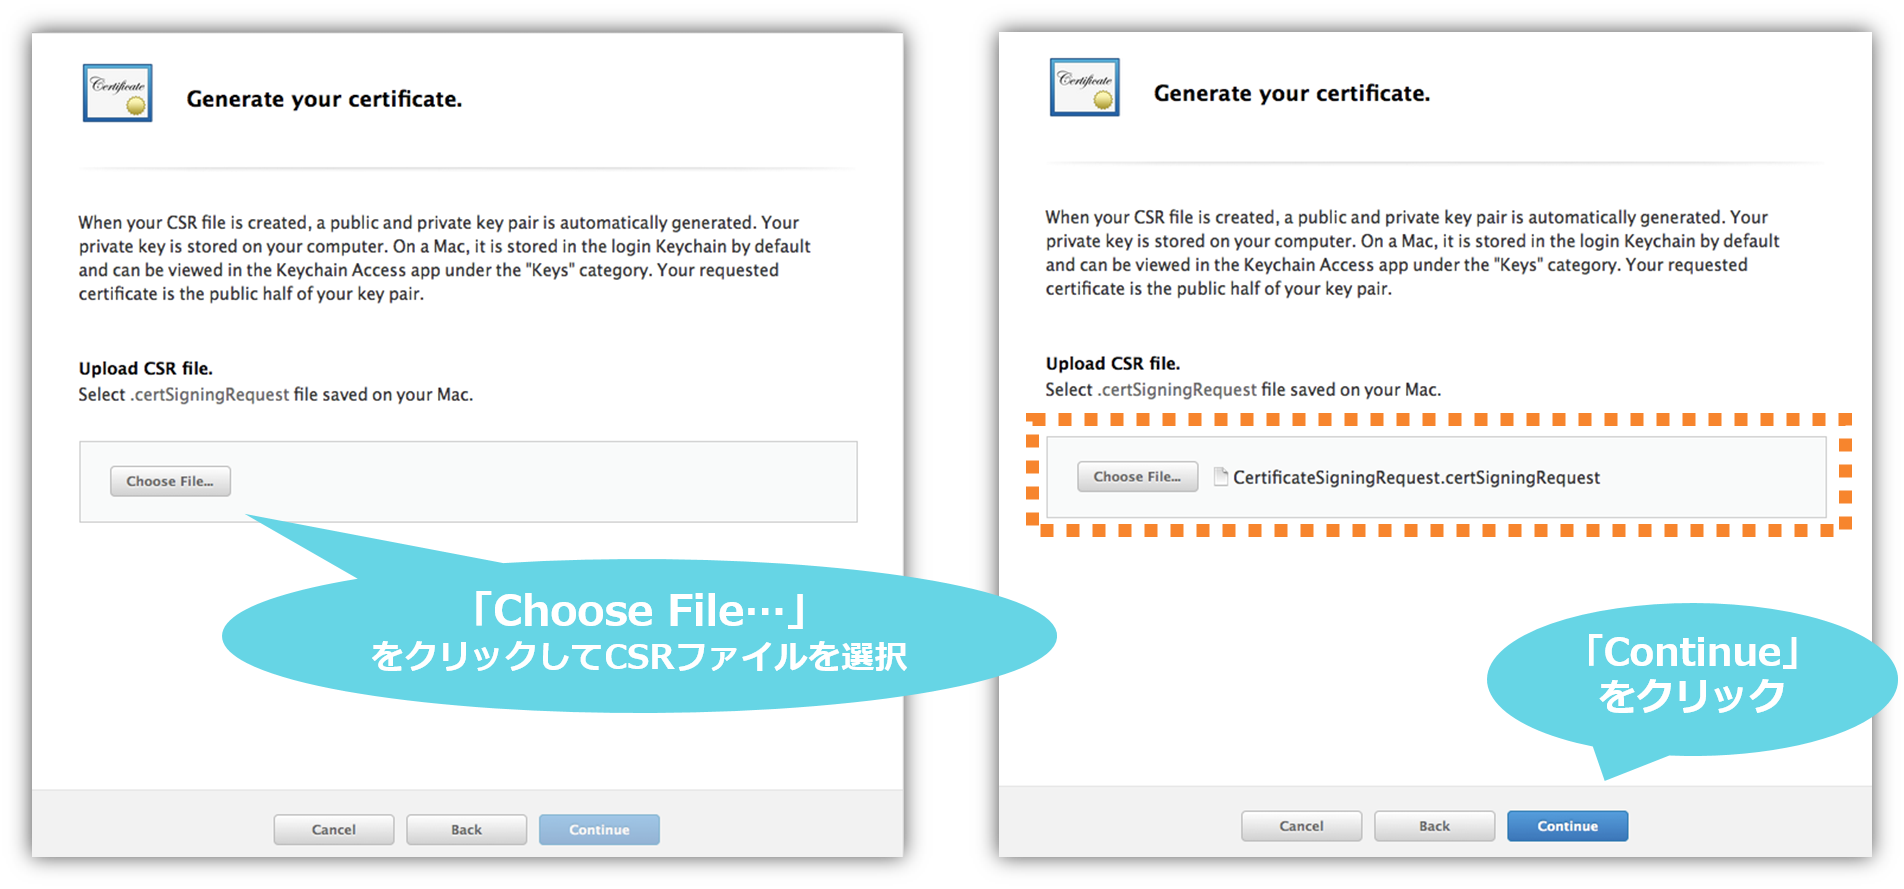 Certificate
Generate your certificate.
When your CSR file is created, a public and private key pair is automatically generated. Your
private key is stored on your computer. On a Mac, it is stored in the login Keychain by default
and can be viewed in the Keychain Access app under the "Keys" category. Your requested
certificate is the public half of your key pair.
Upload CSR file.
Select .certSigningRequest file saved on your Mac.
Choose File...
「Choose File…」
をクリックしてCSRファイルを選択
Cancel
Back
Continue
Certificate
Generate your certificate.
When your CSR file is created, a public and private key pair is automatically generated. Your
private key is stored on your computer. On a Mac, it is stored in the login Keychain by default
and can be viewed in the Keychain Access app under the "Keys" category. Your requested
certificate is the public half of your key pair.
Upload CSR file.
Select .certSigningRequest file saved on your Mac.
Choose File... CertificateSigningRequest.certSigningRequest
「Continue」
をクリック
Cancel
Back
Continue